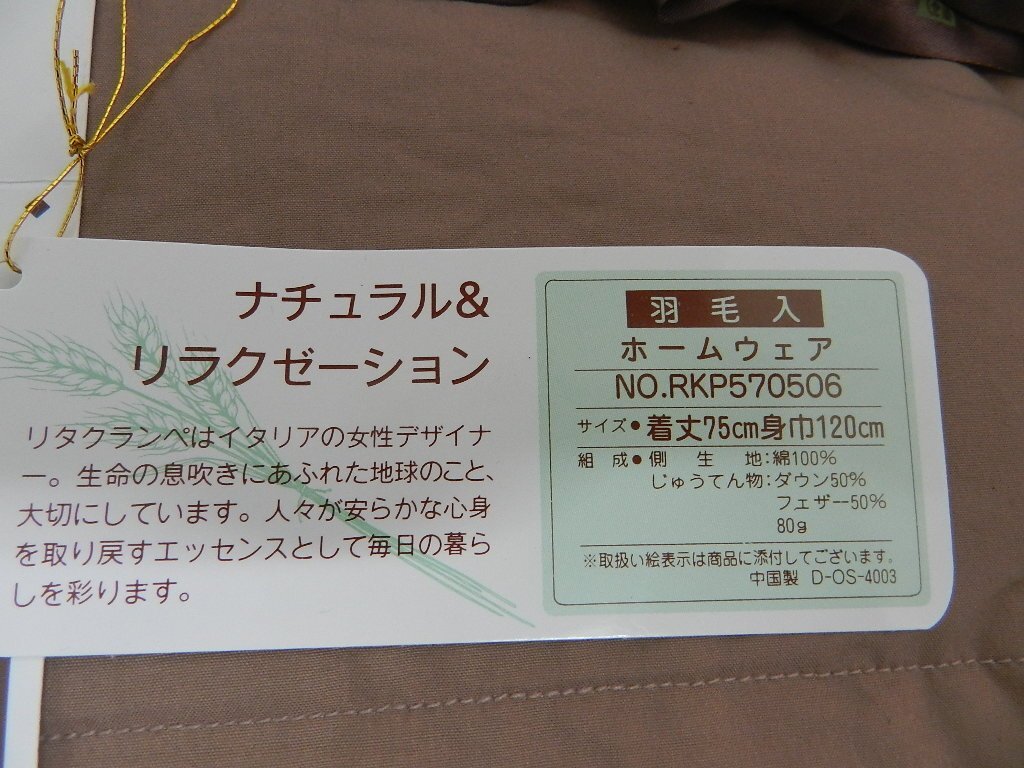 ナチュラル&
リラクゼーション
リタクランペはイタリアの女性デザイナ
ー。生命の息吹きにあふれた地球のこと、
大切にしています。人々が安らかな心身
を取り戻すエッセンスとして毎日の暮ら
しを彩ります。
羽毛入
ホームウェア
NO.RKP570506
サイズ●着丈75cm身巾120cm
組成●側生地:綿100%
じゅうてん物:ダウン50%
フェザー50%
80g
※取扱い絵表示は商品に添付してございます。
中国製 D-OS-4003